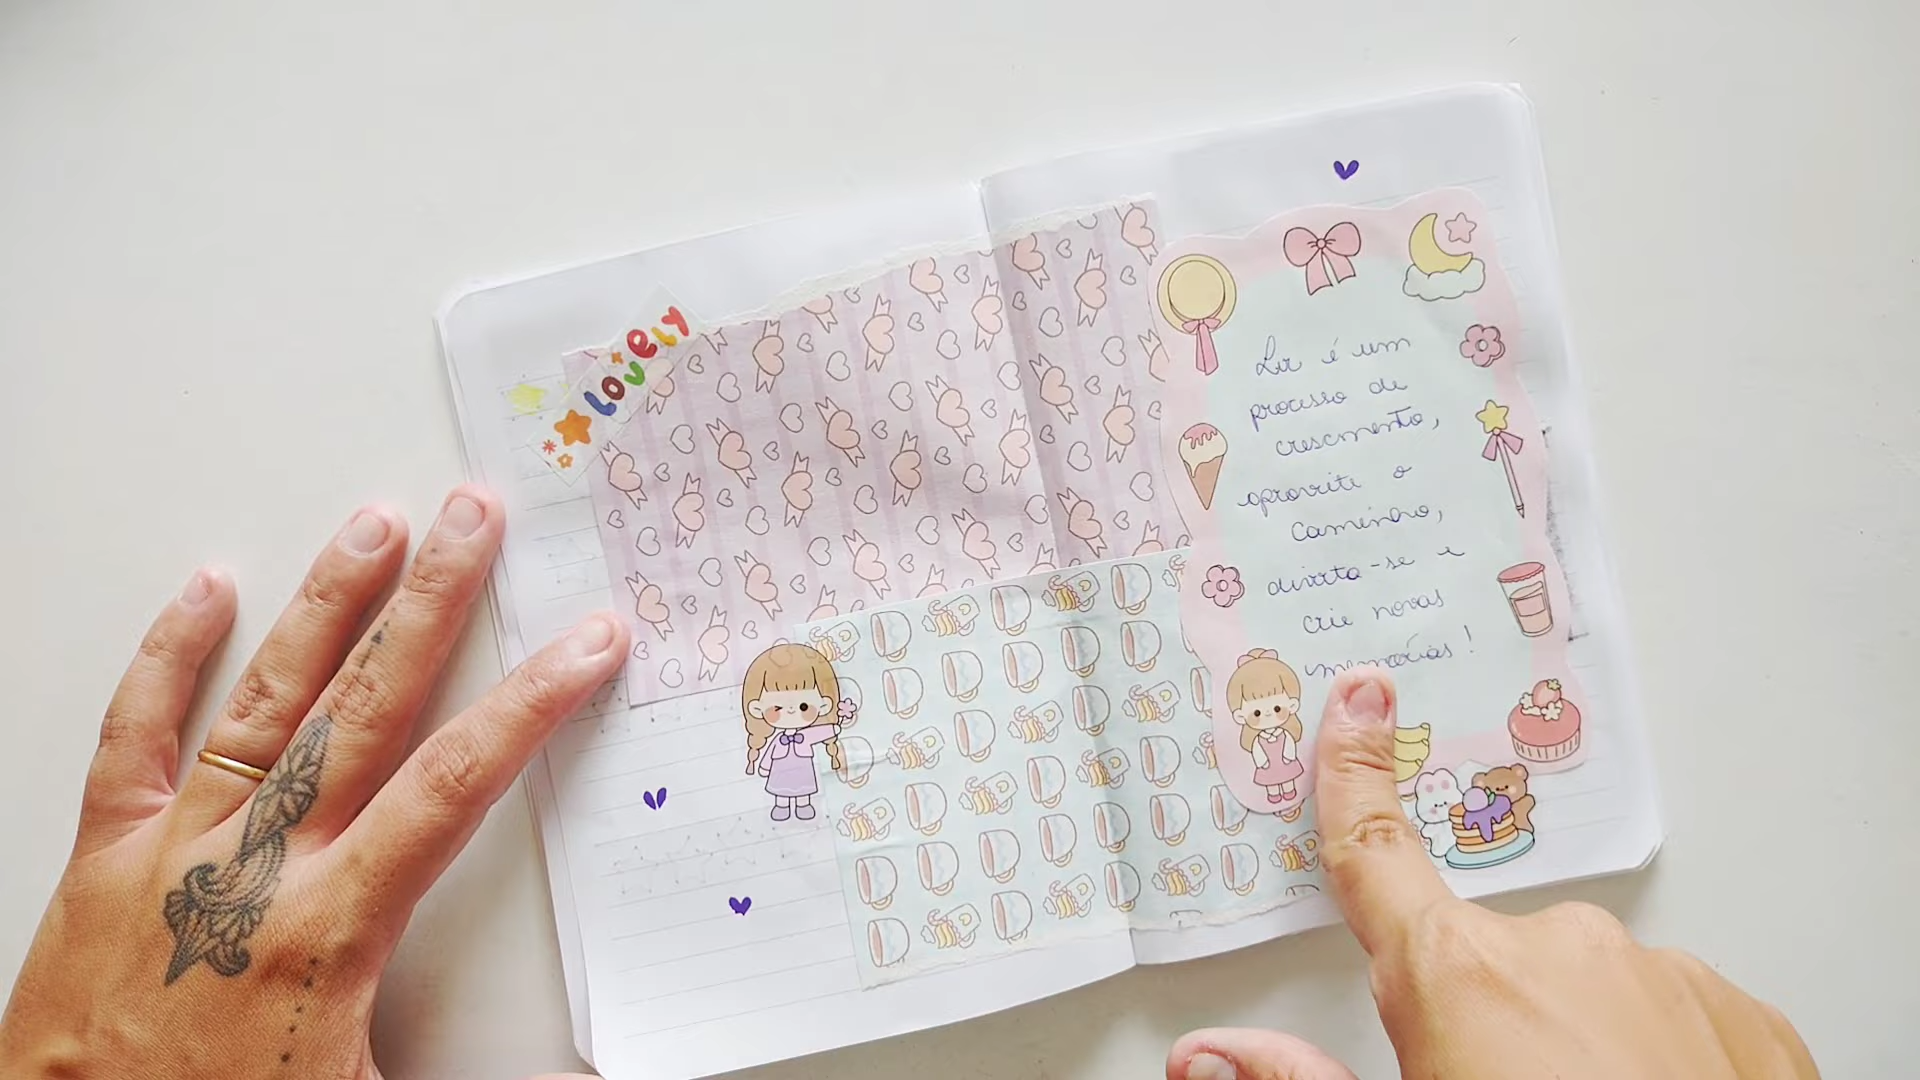 lovely
Ler é um
processo de
crescimento,
aproveite o
caminho,
divirta-se e
crie novas
memórias!